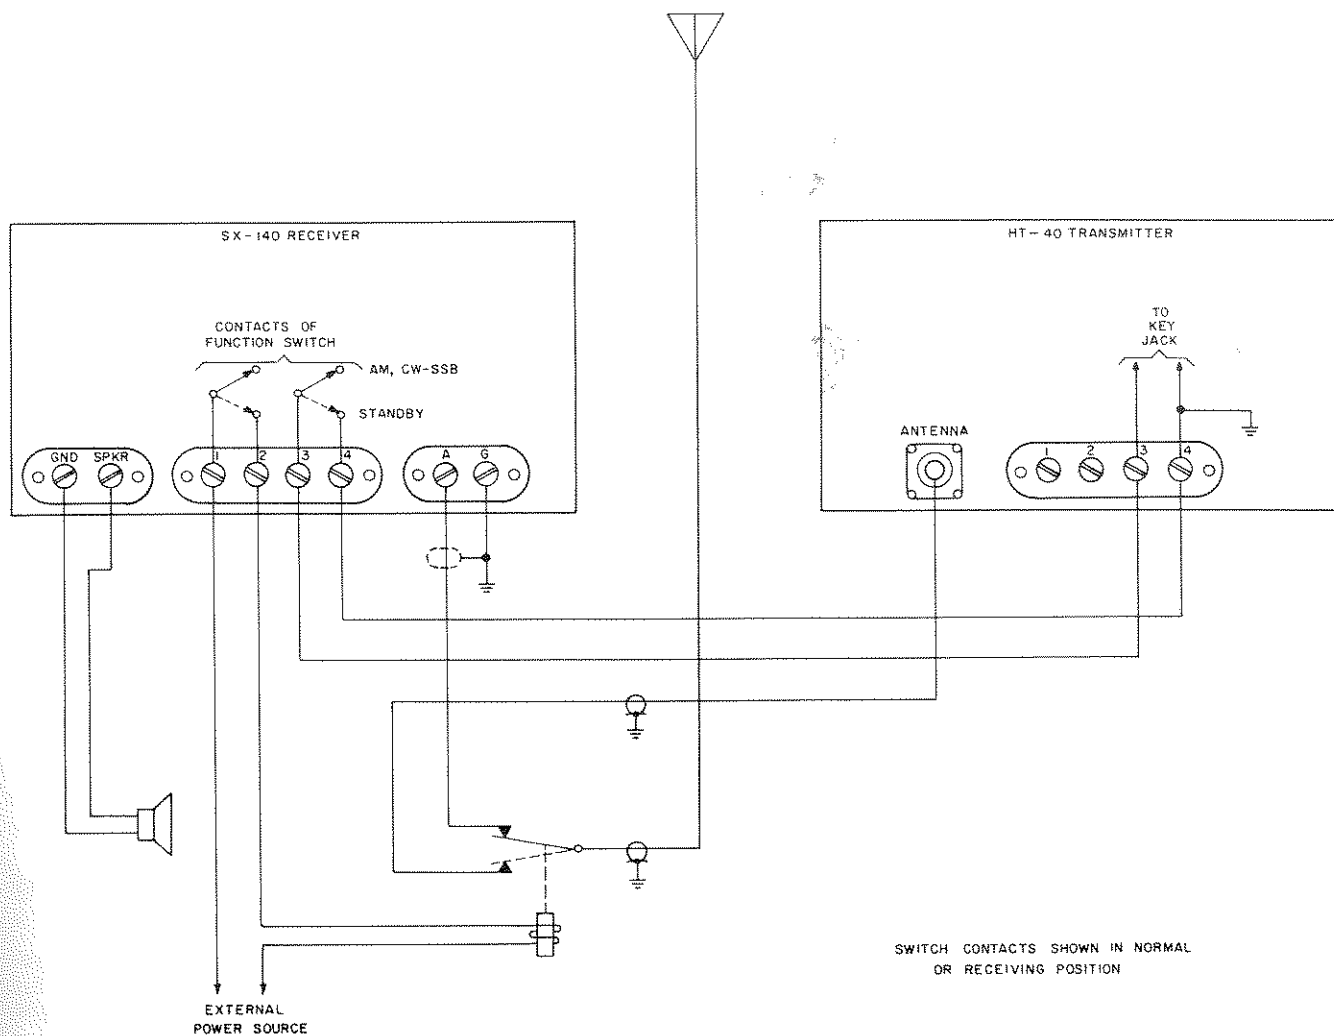 SX-140 RECEIVER
HT-40 TRANSMITTER
CONTACTS OF
FUNCTION SWITCH
AM, CW-SSB
STANDBY
TO
KEY
JACK
ANTENNA
GND SPKR
1 2 3 4
A G
1 2 3 4
SWITCH CONTACTS SHOWN IN NORMAL
OR RECEIVING POSITION
EXTERNAL
POWER SOURCE